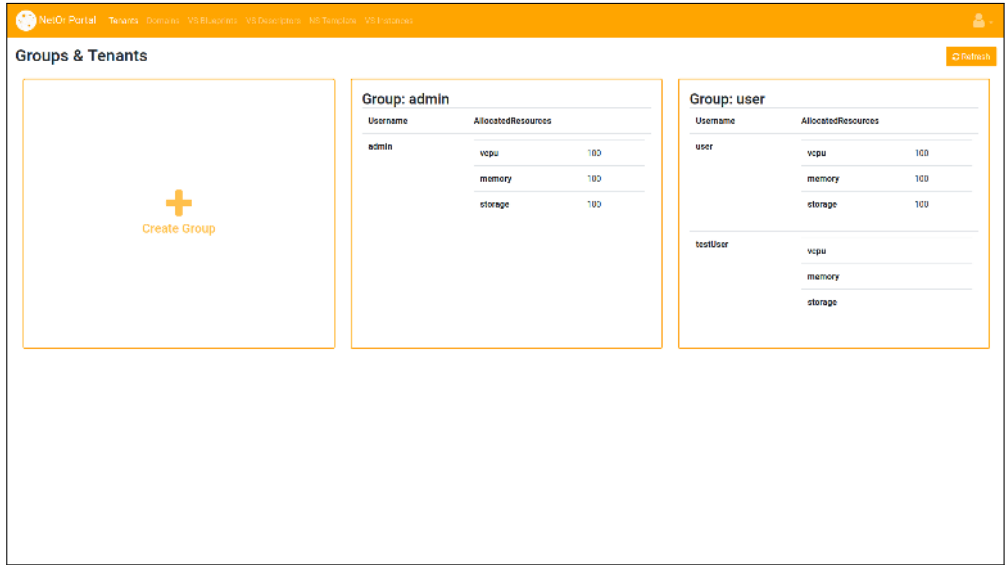 NetOr Portal Tenants Domains VS Blueprints VS Descriptors NS Template VS Instances
Groups & Tenants
Refresh
Create Group
Group: admin
Username AllocatedResources
admin
vcpu 100
memory 100
storage 100
Group: user
Username AllocatedResources
user
vcpu 100
memory 100
storage 100
testUser
vcpu
memory
storage